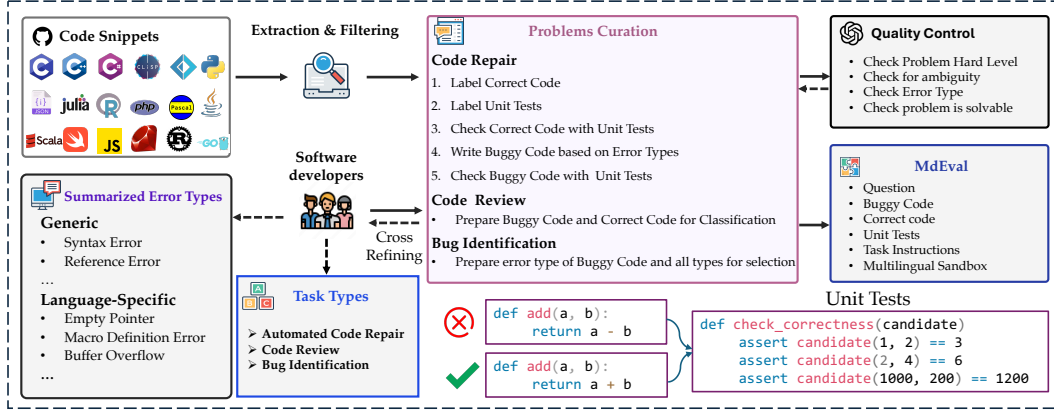 Code Snippets
JSON
julia
R
php
Pascal
Scala
JS
GO
Extraction & Filtering
Software
developers
Cross
Refining
Summarized Error Types
Generic
• Syntax Error
• Reference Error
...
Language-Specific
• Empty Pointer
• Macro Definition Error
• Buffer Overflow
...
Task Types
A
B
C
➢ Automated Code Repair
➢ Code Review
➢ Bug Identification
Problems Curation
Code Repair
1. Label Correct Code
2. Label Unit Tests
3. Check Correct Code with Unit Tests
4. Write Buggy Code based on Error Types
5. Check Buggy Code with Unit Tests
Code Review
• Prepare Buggy Code and Correct Code for Classification
Bug Identification
• Prepare error type of Buggy Code and all types for selection
Quality Control
• Check Problem Hard Level
• Check for ambiguity
• Check Error Type
• Check problem is solvable
MdEval
• Question
• Buggy Code
• Correct code
• Unit Tests
• Task Instructions
• Multilingual Sandbox
def add(a, b):
return a - b
def add(a, b):
return a + b
Unit Tests
def check_correctness(candidate)
assert candidate(1, 2) == 3
assert candidate(2, 4) == 6
assert candidate(1000, 200) == 1200